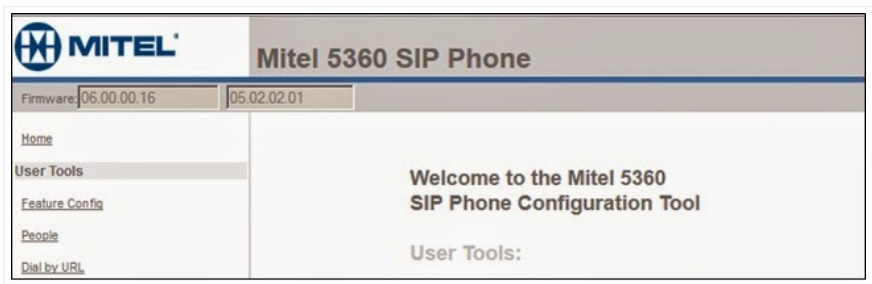 MITEL
Mitel 5360 SIP Phone
Firmware: 06.00.00.16 05.02.02.01
Home
User Tools
Feature Config
People
Dial by URL
Welcome to the Mitel 5360
SIP Phone Configuration Tool
User Tools: